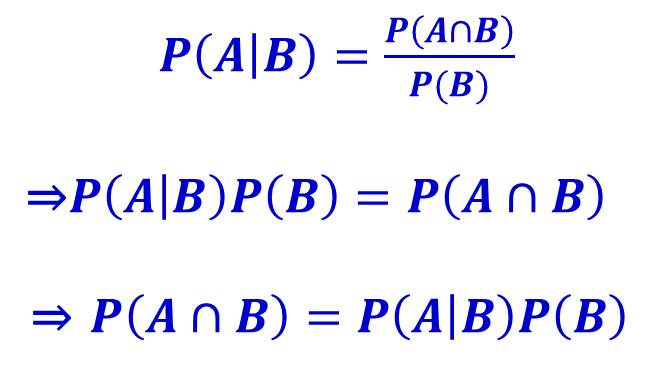 P(A|B) = P(A∩B)/P(B)
⇒P(A|B)P(B) = P(A ∩ B)
⇒ P(A ∩ B) = P(A|B)P(B)